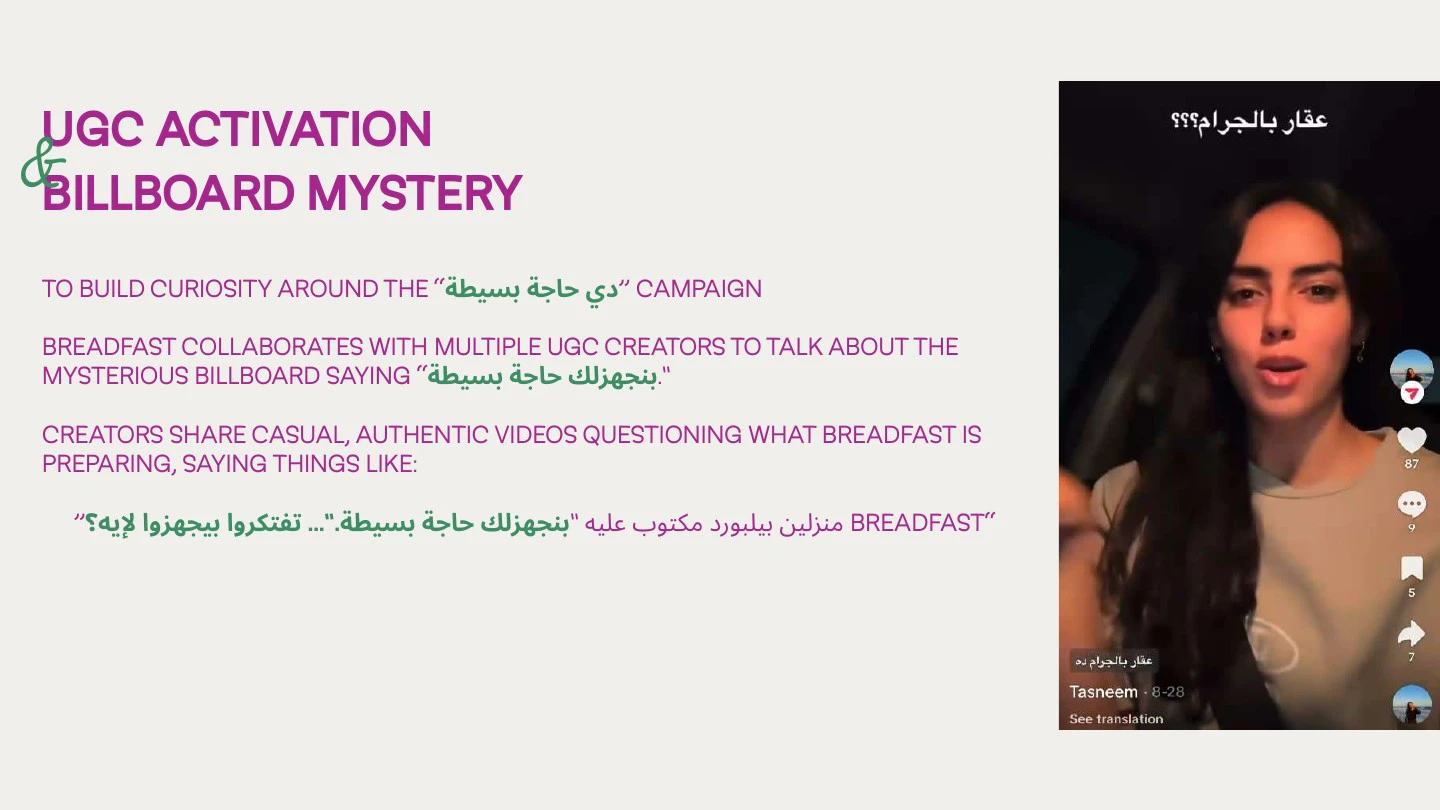 UGC ACTIVATION
&
BILLBOARD MYSTERY
TO BUILD CURIOSITY AROUND THE “دي حاجة بسيطة” CAMPAIGN
BREADFAST COLLABORATES WITH MULTIPLE UGC CREATORS TO TALK ABOUT THE
MYSTERIOUS BILLBOARD SAYING “بنجهزلك حاجة بسيطة.“
CREATORS SHARE CASUAL, AUTHENTIC VIDEOS QUESTIONING WHAT BREADFAST IS
PREPARING, SAYING THINGS LIKE:
“BREADFAST منزلين بيلبورد مكتوب عليه “بنجهزلك حاجة بسيطة.“... تفتكروا بيجهزوا لإيه؟”
عقار بالجرام؟؟؟
87
9
5
7
عقار بالجرام ده
Tasneem · 8-28
See translation